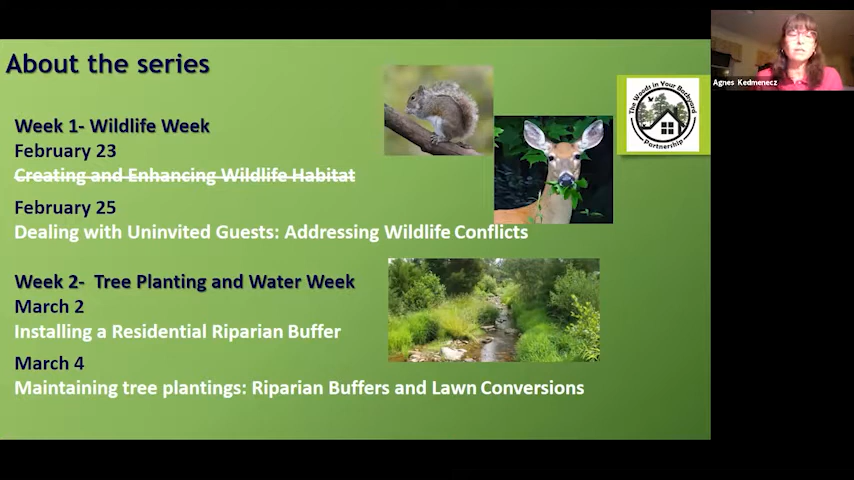 About the series
Week 1- Wildlife Week
February 23
Creating and Enhancing Wildlife Habitat
February 25
Dealing with Uninvited Guests: Addressing Wildlife Conflicts
Week 2- Tree Planting and Water Week
March 2
Installing a Residential Riparian Buffer
March 4
Maintaining tree plantings: Riparian Buffers and Lawn Conversions
The Woods in Your Backyard
Partnership
Agnes Kedmenecz